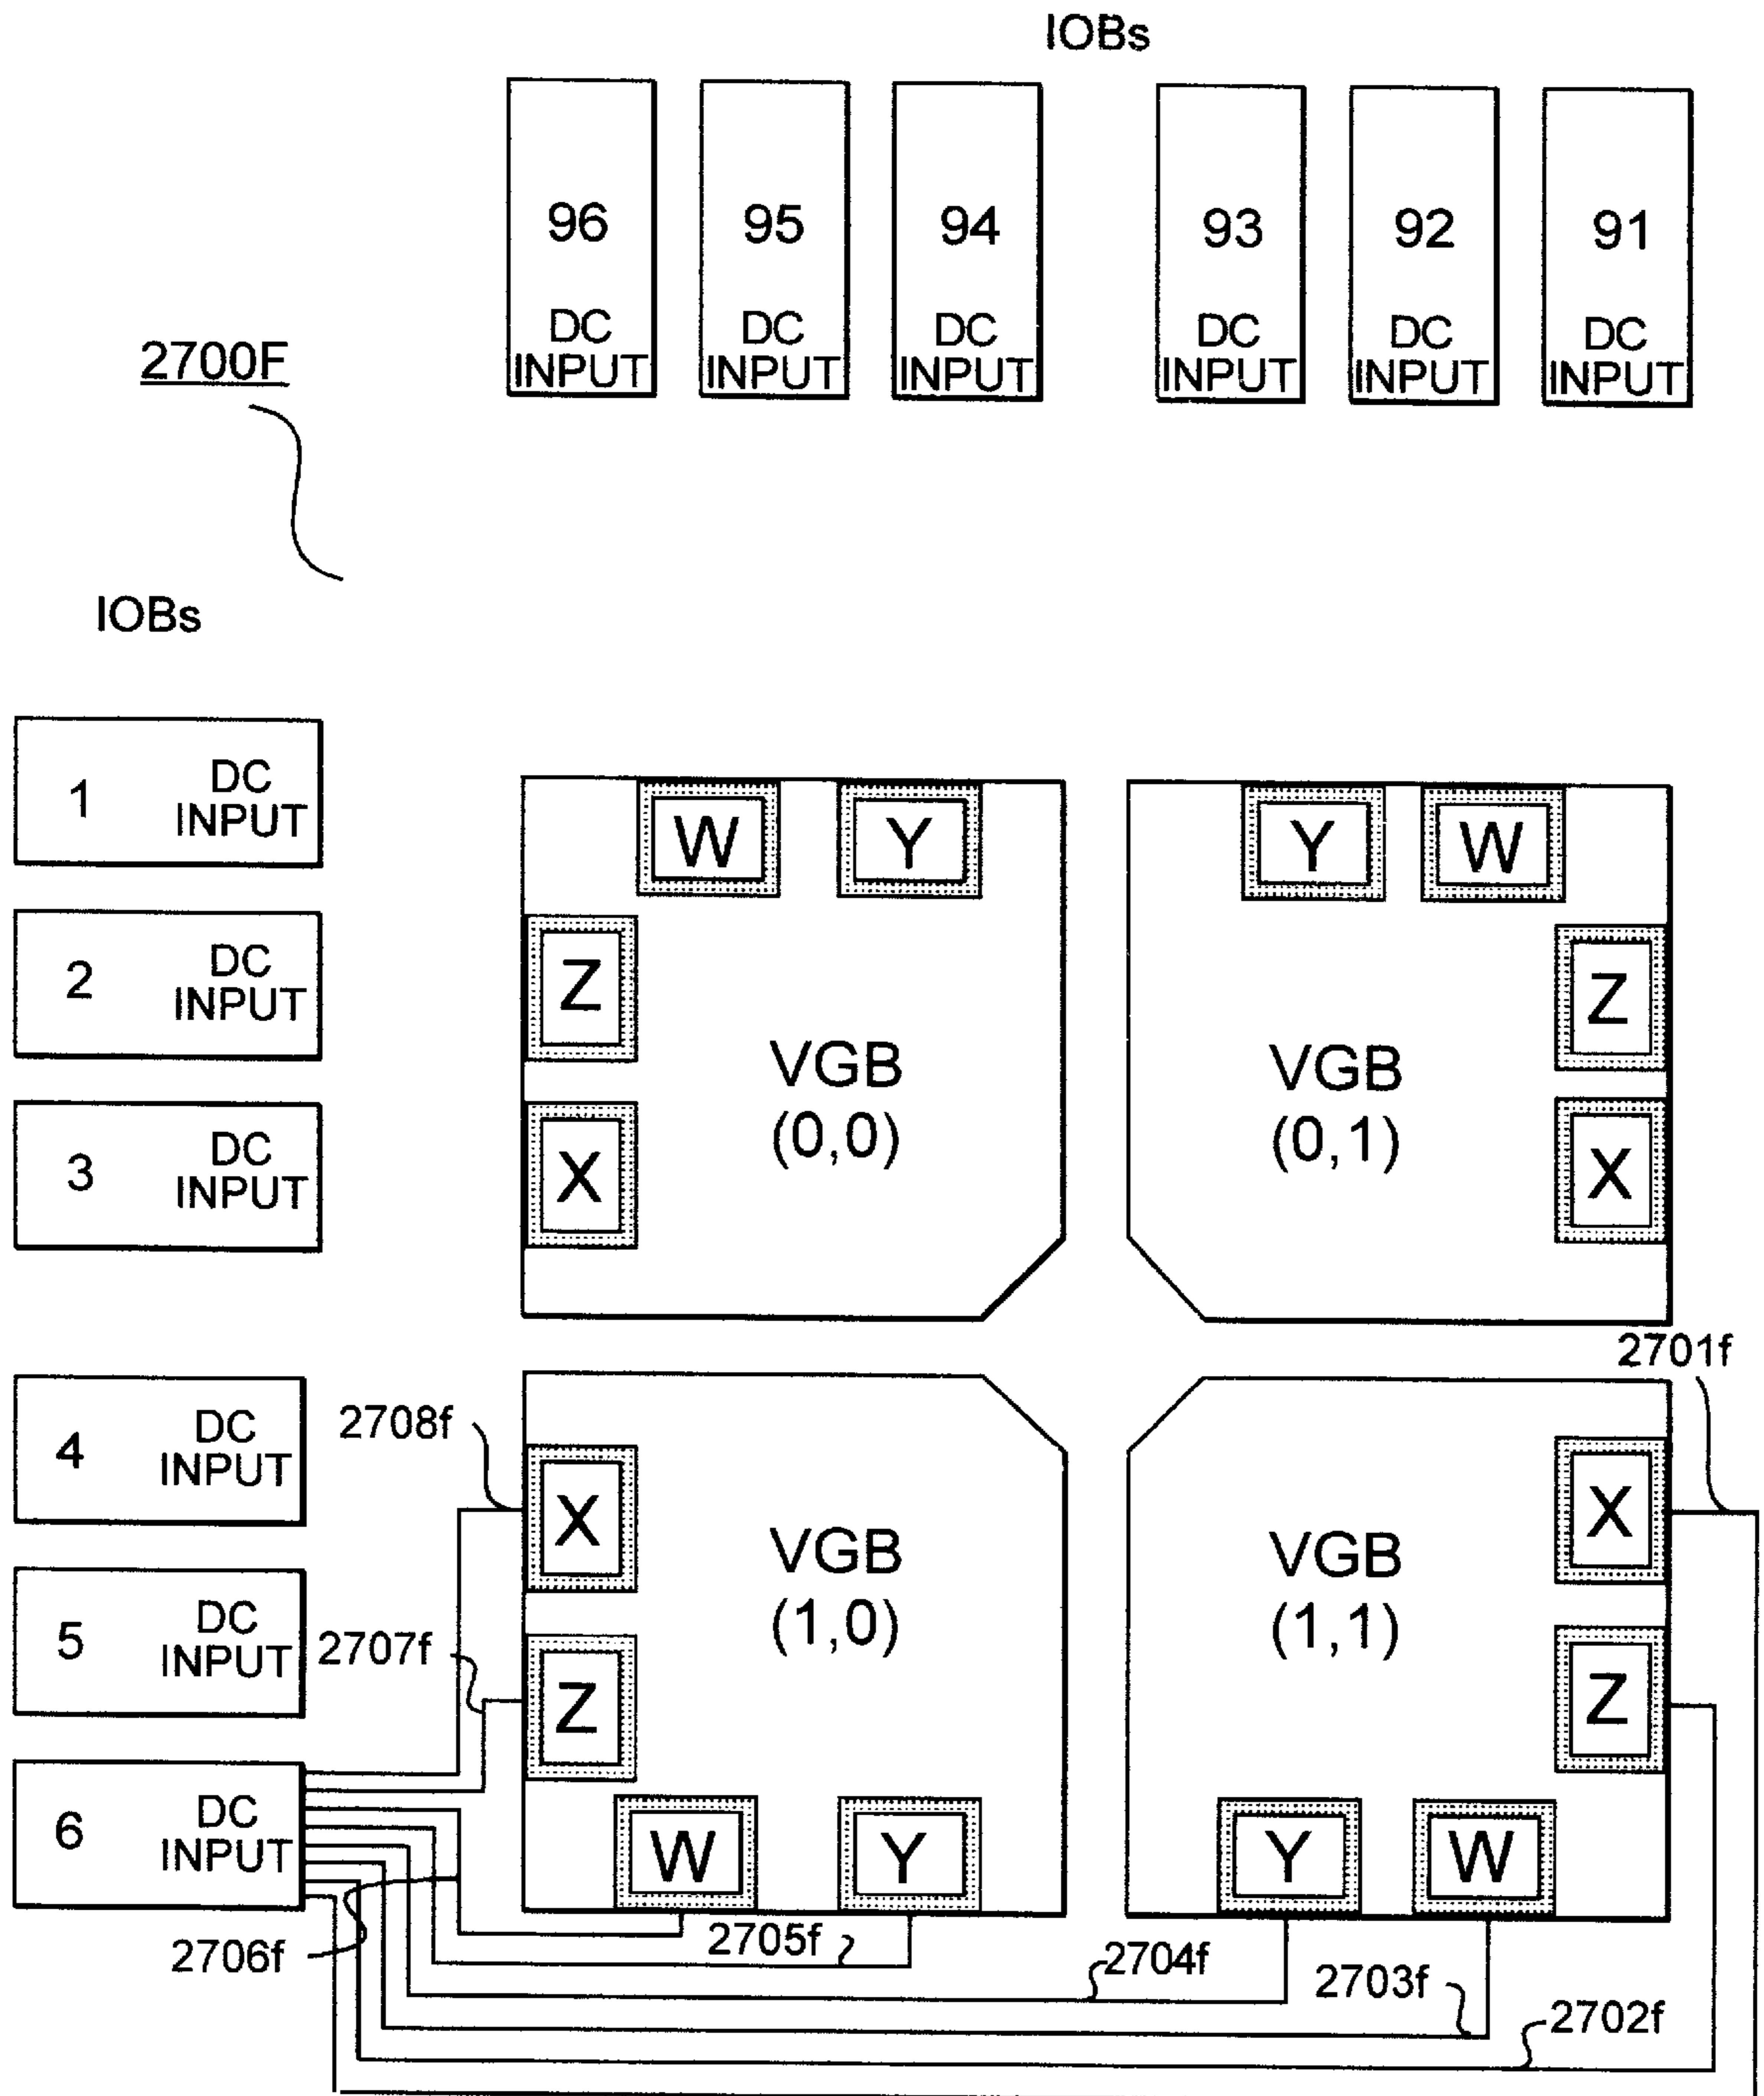 IOBs
96 95 94 93 92 91
DC DC DC DC DC DC
INPUT INPUT INPUT INPUT INPUT INPUT
2700F
IOBs
1 DC
INPUT
2 DC
INPUT
3 DC
INPUT
W Y
Z
X
VGB
(0,0)
Y W
Z
X
VGB
(0,1)
4 DC
INPUT
5 DC
INPUT
6 DC
INPUT
2708f
2707f
2706f
X
Z
W Y
VGB
(1,0)
2701f
X
Z
Y W
VGB
(1,1)
2705f
2704f
2703f
2702f